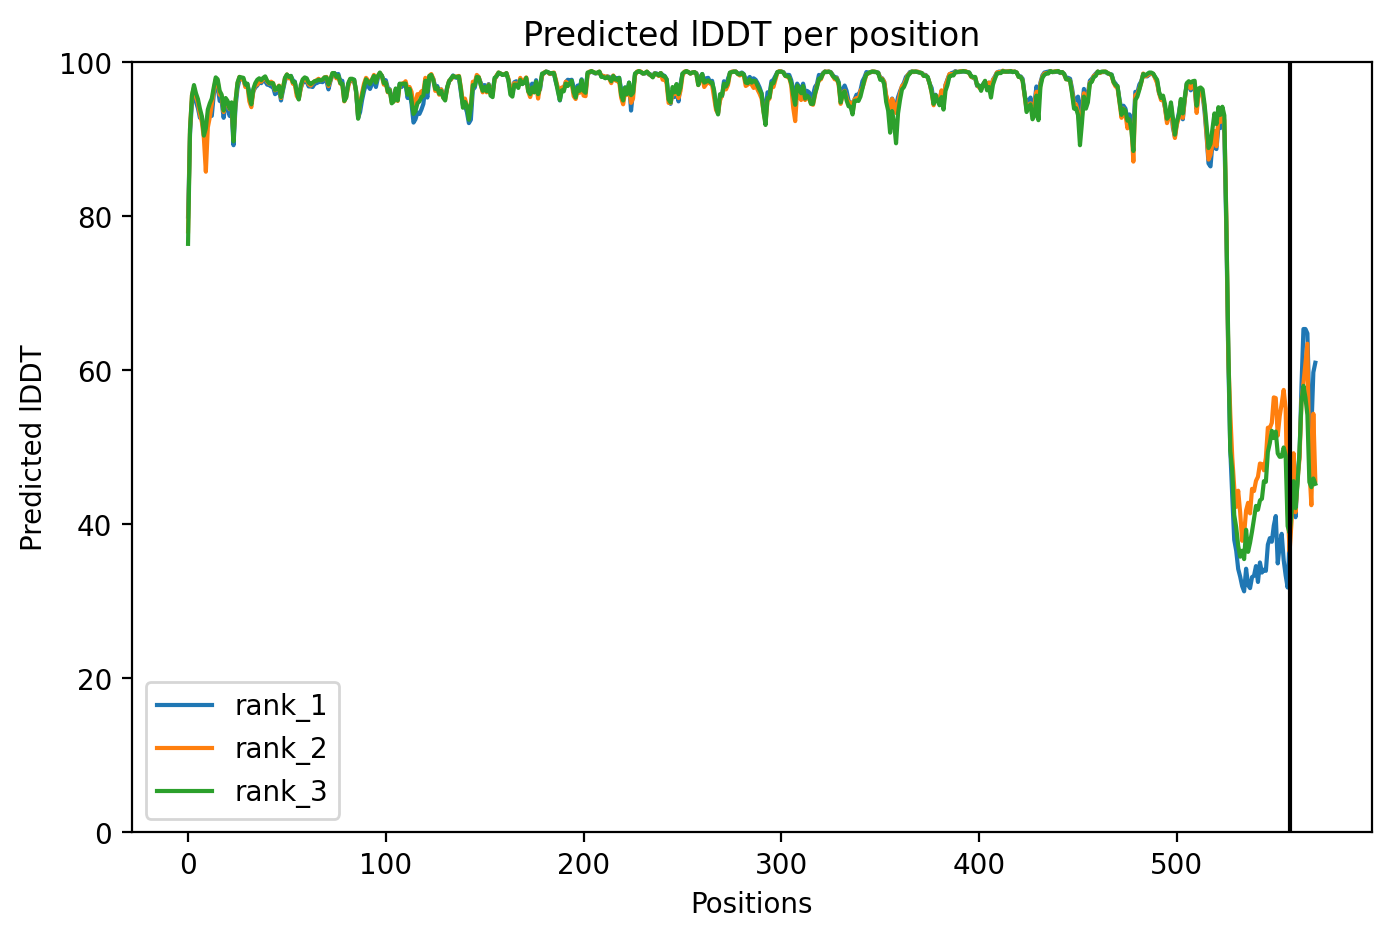 Predicted lDDT per position
100
80
60
40
20
0
Predicted lDDT
rank_1
rank_2
rank_3
0 100 200 300 400 500
Positions